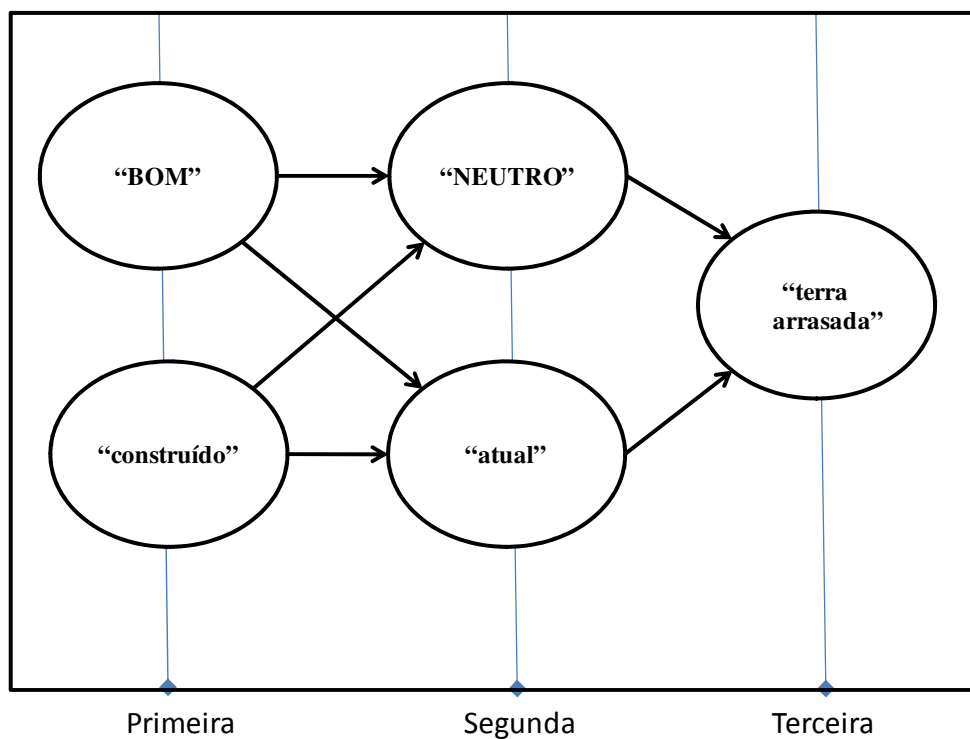 “BOM”
“NEUTRO”
“terra
arrasada”
“construído”
“atual”
Primeira
Segunda
Terceira